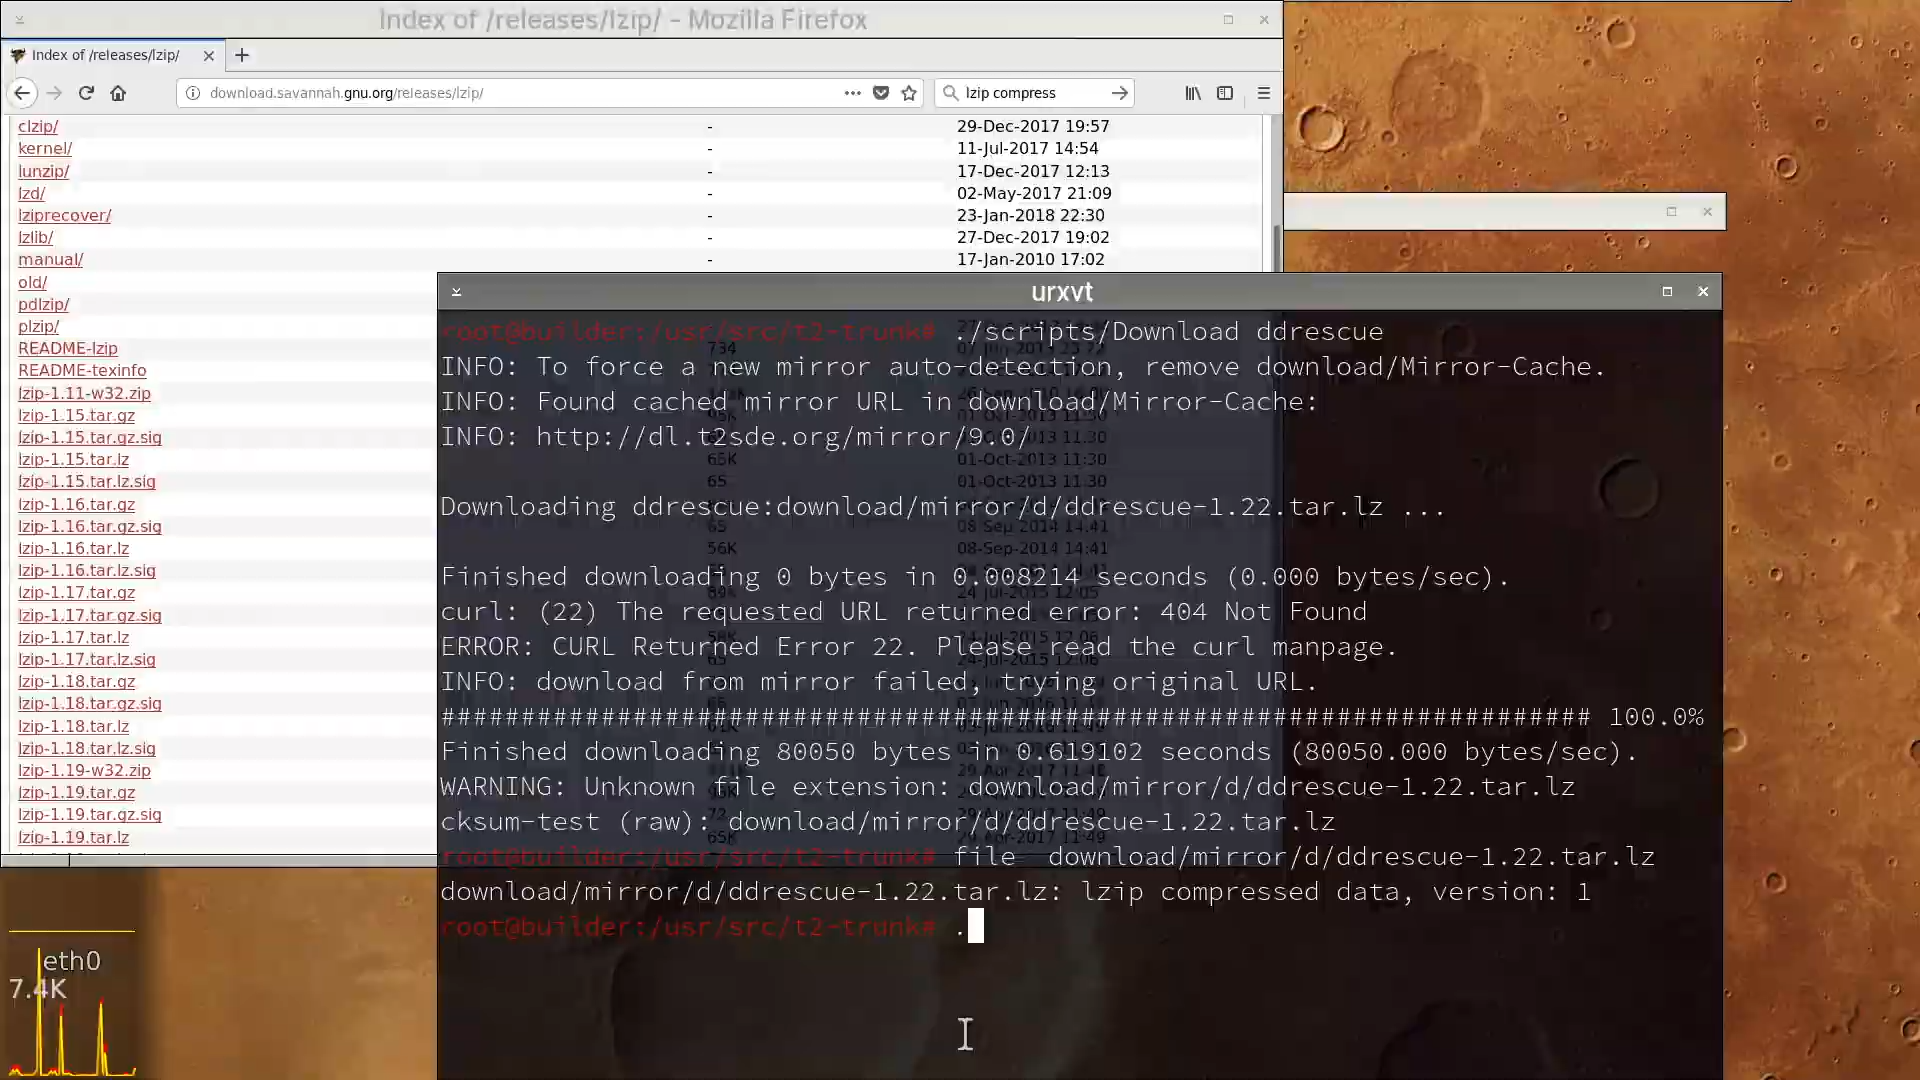 Index of /releases/lzip/ - Mozilla Firefox
Index of /releases/lzip/
download.savannah.gnu.org/releases/lzip/
lzip compress
clzip/ - 29-Dec-2017 19:57
kernel/ - 11-Jul-2017 14:54
lunzip/ - 17-Dec-2017 12:13
lzd/ - 02-May-2017 21:09
lziprecover/ - 23-Jan-2018 22:30
lzlib/ - 27-Dec-2017 19:02
manual/ - 17-Jan-2010 17:02
old/
pdlzip/
plzip/
README-lzip
README-texinfo
lzip-1.11-w32.zip
lzip-1.15.tar.gz
lzip-1.15.tar.gz.sig
lzip-1.15.tar.lz
lzip-1.15.tar.lz.sig
lzip-1.16.tar.gz
lzip-1.16.tar.gz.sig
lzip-1.16.tar.lz
lzip-1.16.tar.lz.sig
lzip-1.17.tar.gz
lzip-1.17.tar.gz.sig
lzip-1.17.tar.lz
lzip-1.17.tar.lz.sig
lzip-1.18.tar.gz
lzip-1.18.tar.gz.sig
lzip-1.18.tar.lz
lzip-1.18.tar.lz.sig
lzip-1.19-w32.zip
lzip-1.19.tar.gz
lzip-1.19.tar.gz.sig
lzip-1.19.tar.lz
urxvt
root@builder:/usr/src/t2-trunk# ./scripts/Download ddrescue
INFO: To force a new mirror auto-detection, remove download/Mirror-Cache.
INFO: Found cached mirror URL in download/Mirror-Cache:
INFO: http://dl.t2sde.org/mirror/9.0/
Downloading ddrescue:download/mirror/d/ddrescue-1.22.tar.lz ...
Finished downloading 0 bytes in 0.008214 seconds (0.000 bytes/sec).
curl: (22) The requested URL returned error: 404 Not Found
ERROR: CURL Returned Error 22. Please read the curl manpage.
INFO: download from mirror failed, trying original URL.
######################################################################## 100.0%
Finished downloading 80050 bytes in 0.619102 seconds (80050.000 bytes/sec).
WARNING: Unknown file extension: download/mirror/d/ddrescue-1.22.tar.lz
cksum-test (raw): download/mirror/d/ddrescue-1.22.tar.lz
root@builder:/usr/src/t2-trunk# file  download/mirror/d/ddrescue-1.22.tar.lz
download/mirror/d/ddrescue-1.22.tar.lz: lzip compressed data, version: 1
root@builder:/usr/src/t2-trunk# .
eth0
7.4K